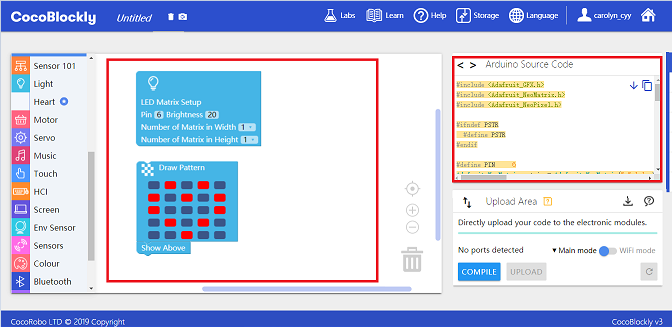 CocoBlockly
Untitled
Labs
Learn
Help
Storage
Language
carolyn_cyy
Sensor 101
Light
Heart
Motor
Servo
Music
Touch
HCI
Screen
Env Sensor
Sensors
Colour
Bluetooth
LED Matrix Setup
Pin 6 Brightness 20
Number of Matrix in Width 1
Number of Matrix in Height 1
Draw Pattern
Show Above
< > Arduino Source Code
#include <Adafruit_GFX.h>
#include <Adafruit_NeoMatrix.h>
#include <Adafruit_NeoPixel.h>
#ifndef PSTR
#define PSTR
#endif
#define PIN 6
Upload Area
Directly upload your code to the electronic modules.
No ports detected
Main mode
WiFi mode
COMPILE
UPLOAD
CocoRobo LTD © 2019 Copyright
CocoBlockly v3